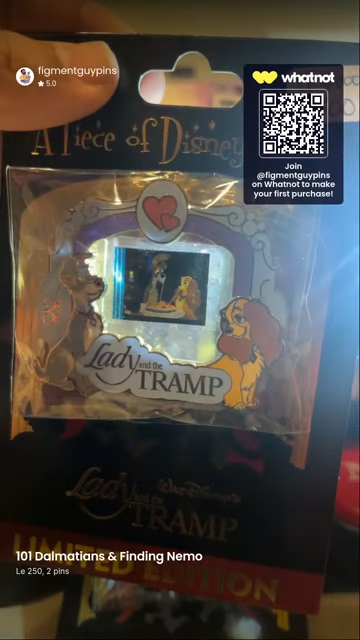 figmentguypins
★ 5.0
whatnot
Join
@figmentguypins
on Whatnot to make
your first purchase!
A Piece of Disney
Lady and the
TRAMP
Walt Disney's
Lady and the
TRAMP
LIMITED EDITION
101 Dalmatians & Finding Nemo
Le 250, 2 pins